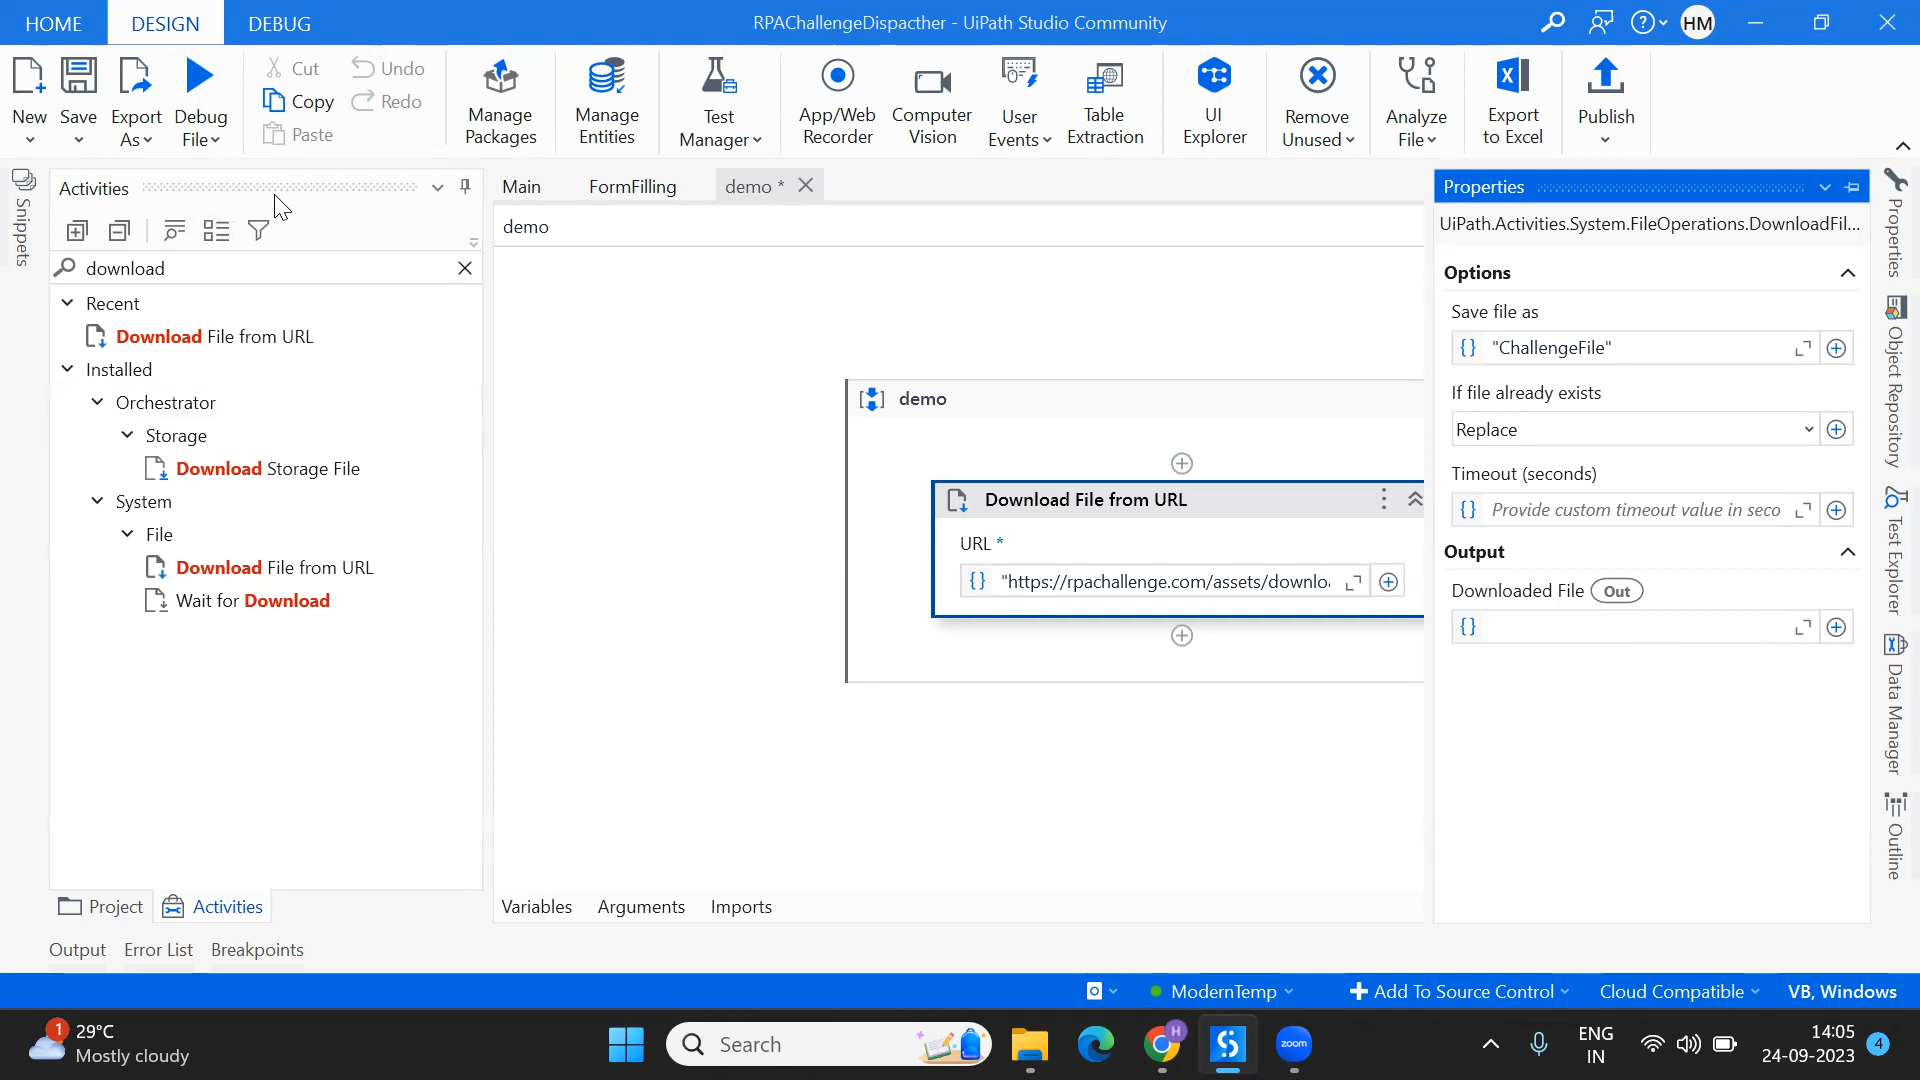 HOME DESIGN DEBUG RPAChallengeDispacther - UiPath Studio Community HM
New Save Export As Debug File
Cut Undo
Copy Redo
Paste
Manage Packages
Manage Entities
Test Manager
App/Web Recorder
Computer Vision
User Events
Table Extraction
UI Explorer
Remove Unused
Analyze File
Export to Excel
Publish
Snippets
Activities
download
Recent
Download File from URL
Installed
Orchestrator
Storage
Download Storage File
System
File
Download File from URL
Wait for Download
Project Activities
Main FormFilling demo *
demo
demo
Download File from URL
URL *
"https://rpachallenge.com/assets/downlo
Variables Arguments Imports
Properties
UiPath.Activities.System.FileOperations.DownloadFil...
Options
Save file as
"ChallengeFile"
If file already exists
Replace
Timeout (seconds)
Provide custom timeout value in seco
Output
Downloaded File Out
Properties
Object Repository
Test Explorer
Data Manager
Outline
Output Error List Breakpoints
ModernTemp Add To Source Control Cloud Compatible VB, Windows
1
29°C
Mostly cloudy
Search
H
zoom
ENG
IN
14:05
24-09-2023
4